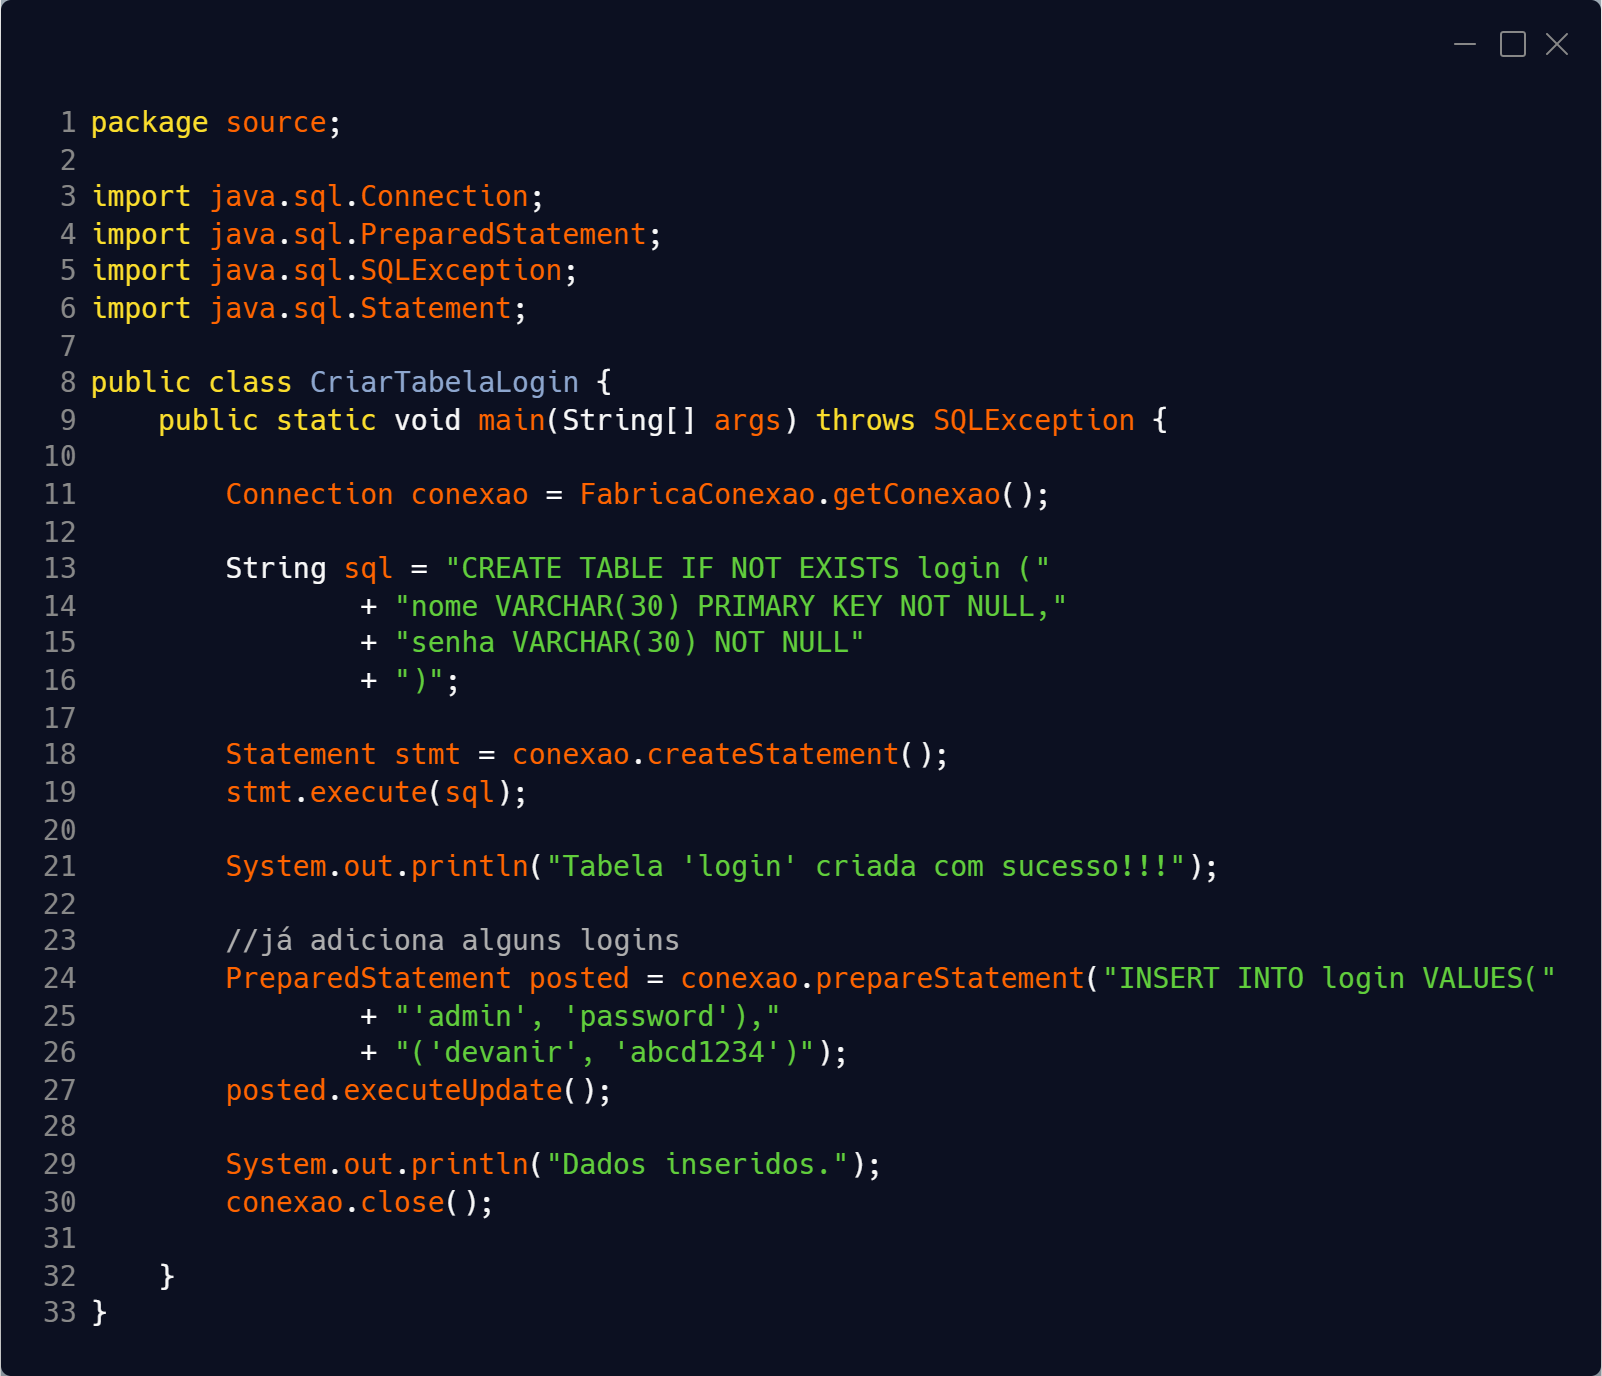 1 package source;
2
3 import java.sql.Connection;
4 import java.sql.PreparedStatement;
5 import java.sql.SQLException;
6 import java.sql.Statement;
7
8 public class CriarTabelaLogin {
9     public static void main(String[] args) throws SQLException {
10
11         Connection conexao = FabricaConexao.getConexao();
12
13         String sql = "CREATE TABLE IF NOT EXISTS login ("
14                 + "nome VARCHAR(30) PRIMARY KEY NOT NULL,"
15                 + "senha VARCHAR(30) NOT NULL"
16                 + ")";
17
18         Statement stmt = conexao.createStatement();
19         stmt.execute(sql);
20
21         System.out.println("Tabela 'login' criada com sucesso!!!");
22
23         //já adiciona alguns logins
24         PreparedStatement posted = conexao.prepareStatement("INSERT INTO login VALUES("
25                 + "'admin', 'password'),"
26                 + "('devanir', 'abcd1234')");
27         posted.executeUpdate();
28
29         System.out.println("Dados inseridos.");
30         conexao.close();
31
32     }
33 }